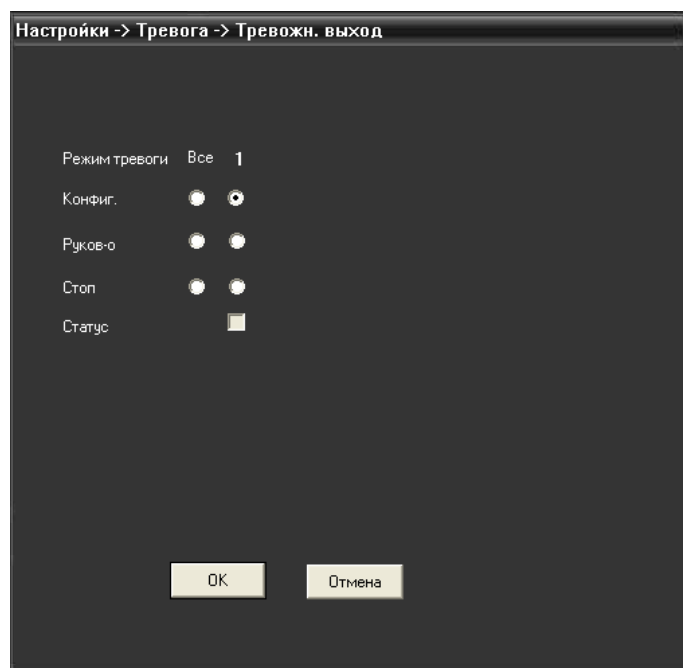 Настройки -> Тревога -> Тревожн. выход
Режим тревоги Все 1
Конфиг.
Руков-о
Стоп
Статус
OK Отмена